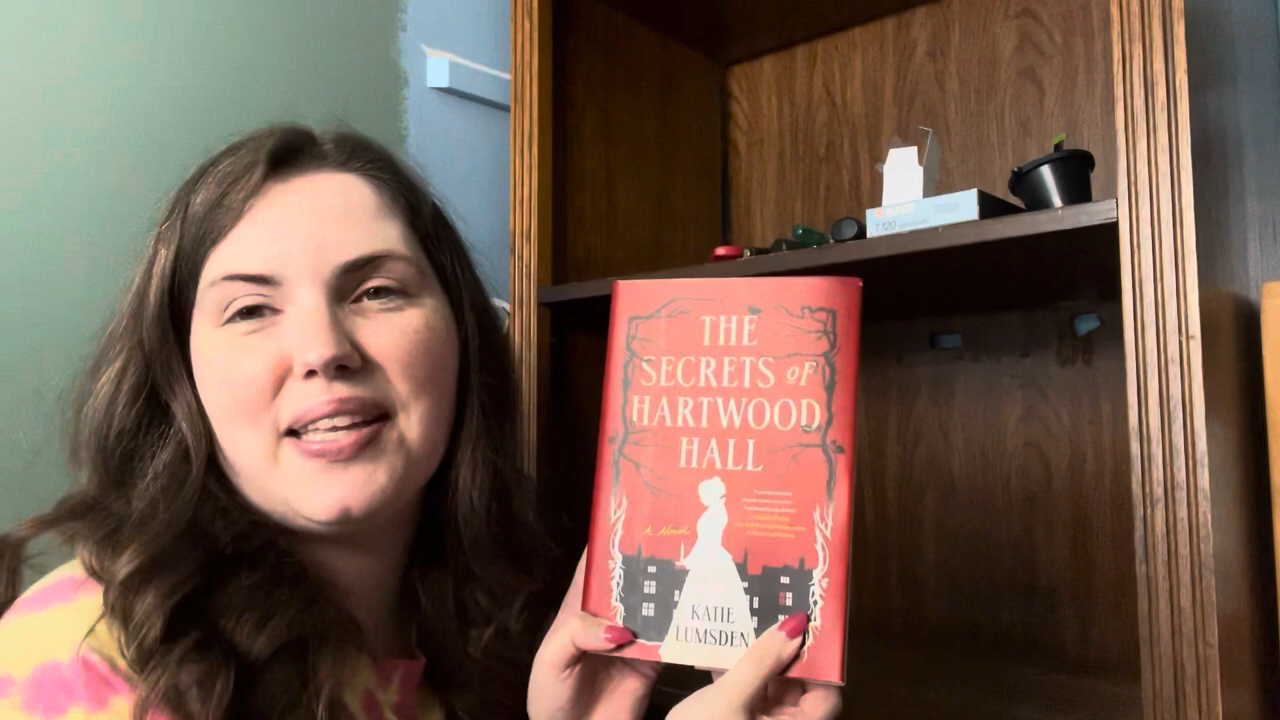 THE
SECRETS OF
HARTWOOD
HALL
A Novel
KATIE
LUMSDEN